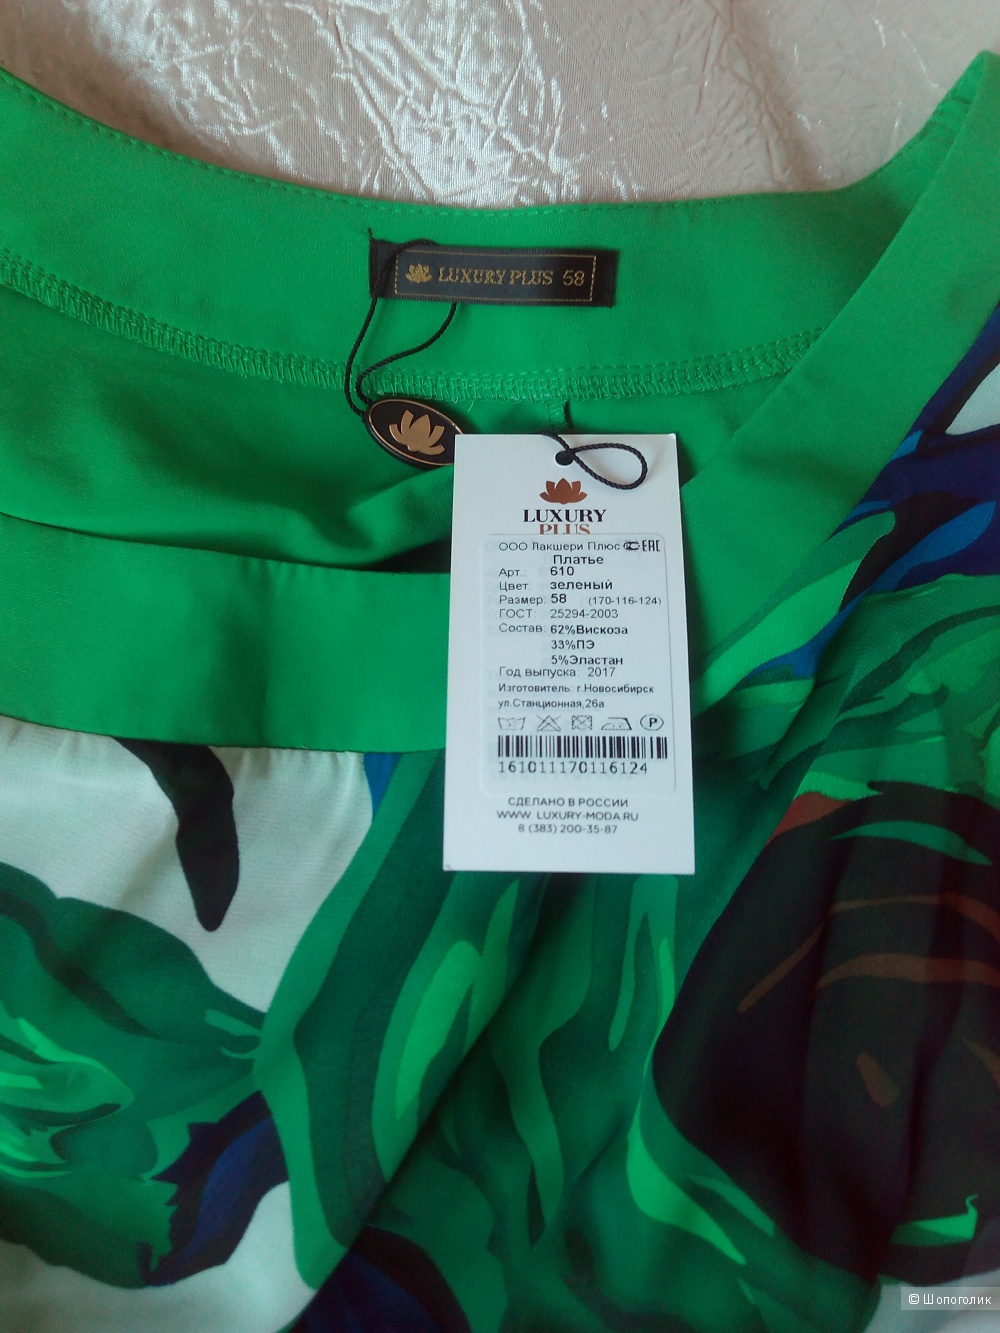 LUXURY PLUS 58
LUXURY
PLUS
ООО Лакшери Плюс EAC
Платье
Арт.: 610
Цвет: зеленый
Размер: 58 (170-116-124)
ГОСТ: 25294-2003
Состав: 62%Вискоза
33%ПЭ
5%Эластан
Год выпуска: 2017
Изготовитель: г.Новосибирск
ул.Станционная,26а
P
161011170116124
СДЕЛАНО В РОССИИ
WWW. LUXURY-MODA.RU
8 (383) 200-35-87
© Шопоголик